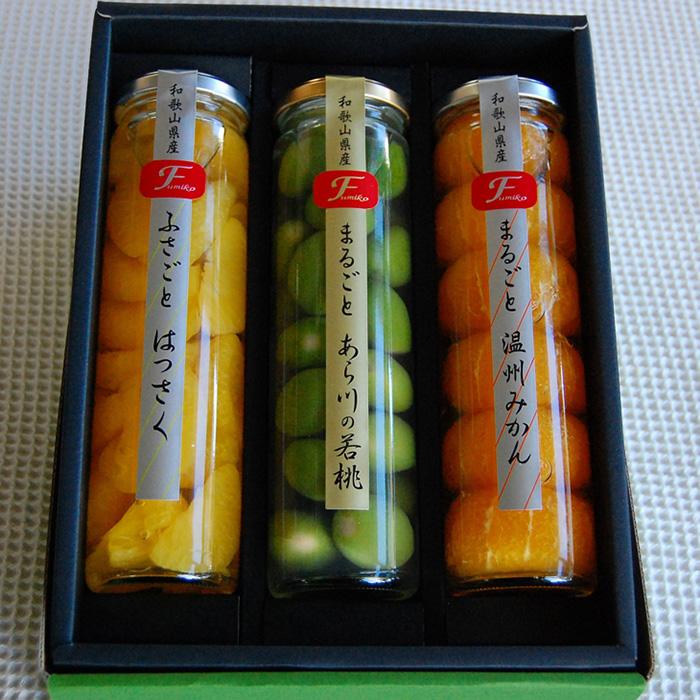 和歌山県産
Fumiko
ふさごと はっさく
和歌山県産
Fumiko
まるごと あら川の若桃
和歌山県産
Fumiko
まるごと 温州みかん